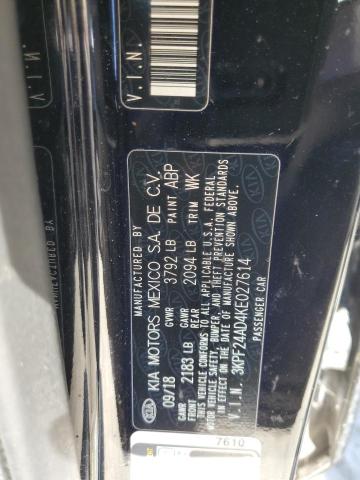 V.I.N.
MANUFACTURED BY
KIA KIA MOTORS MEXICO S.A. DE C.V.
09/18 GVWR 3792 LB PAINT ABP
GAWR FRONT 2183 LB GAWR REAR 2094 LB TRIM WK
THIS VEHICLE CONFORMS TO ALL APPLICABLE U.S.A. FEDERAL
MOTOR VEHICLE SAFETY, BUMPER, AND THEFT PREVENTION STANDARDS
IN EFFECT ON THE DATE OF MANUFACTURE SHOWN ABOVE.
V.I.N. 3KPF24AD4KE027614
PASSENGER CAR
7610